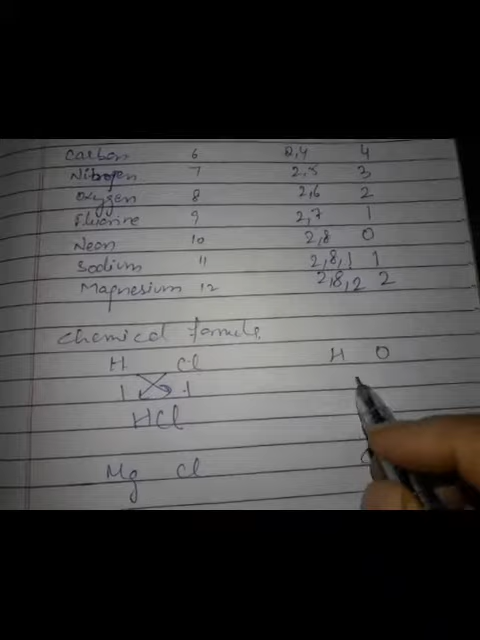 Carbon 6 2,4 4
Nitrogen 7 2,5 3
Oxygen 8 2,6 2
Fluorine 9 2,7 1
Neon 10 2,8 0
Sodium 11 2,8,1 1
Magnesium 12 2,8,2 2
Chemical formula
H Cl H O
1 1
HCl
Mg Cl